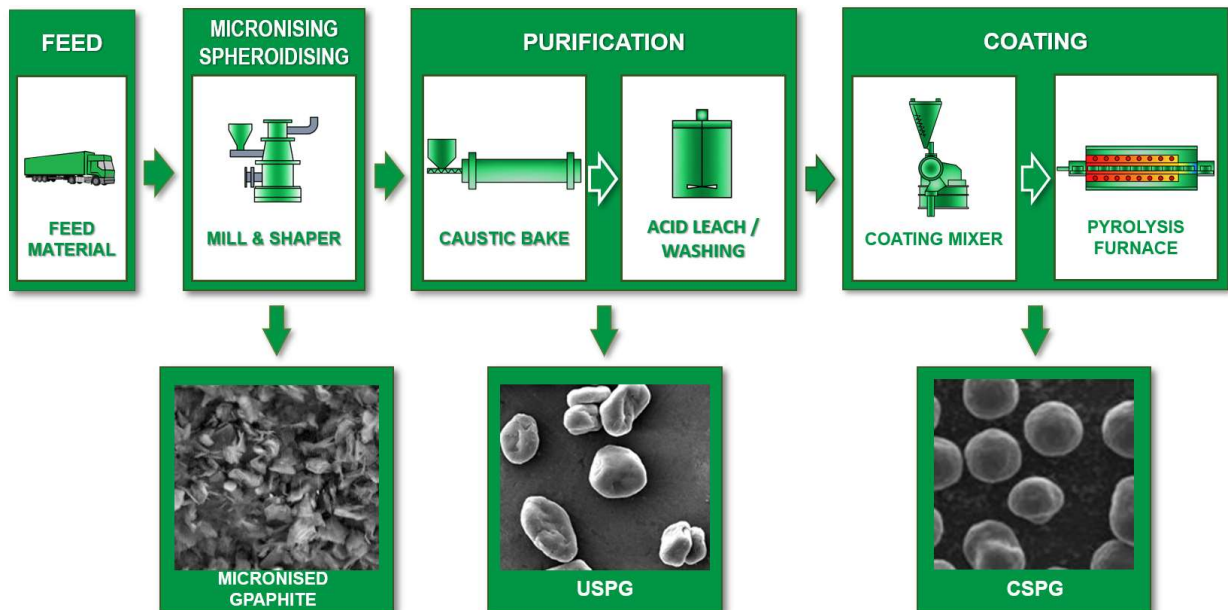 FEED
FEED
MATERIAL
MICRONISING
SPHEROIDISING
MILL & SHAPER
PURIFICATION
CAUSTIC BAKE
ACID LEACH /
WASHING
COATING
COATING MIXER
PYROLYSIS
FURNACE
MICRONISED
GPAPHITE
USPG
CSPG